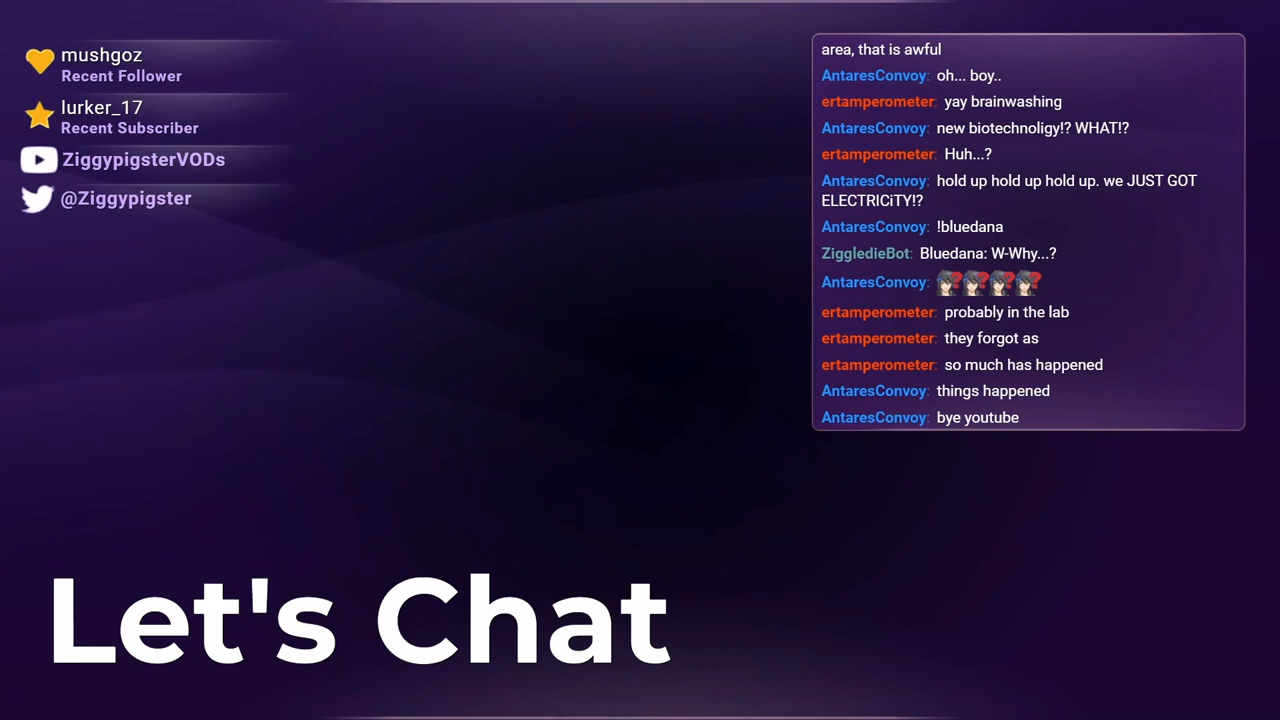 mushgoz
Recent Follower
lurker_17
Recent Subscriber
ZiggypigsterVODs
@Ziggypigster
area, that is awful
AntaresConvoy: oh... boy..
ertamperometer: yay brainwashing
AntaresConvoy: new biotechnoligy!? WHAT!?
ertamperometer: Huh...?
AntaresConvoy: hold up hold up hold up. we JUST GOT
ELECTRICiTY!?
AntaresConvoy: !bluedana
ZiggledieBot: Bluedana: W-Why...?
AntaresConvoy:
ertamperometer: probably in the lab
ertamperometer: they forgot as
ertamperometer: so much has happened
AntaresConvoy: things happened
AntaresConvoy: bye youtube
Let's Chat